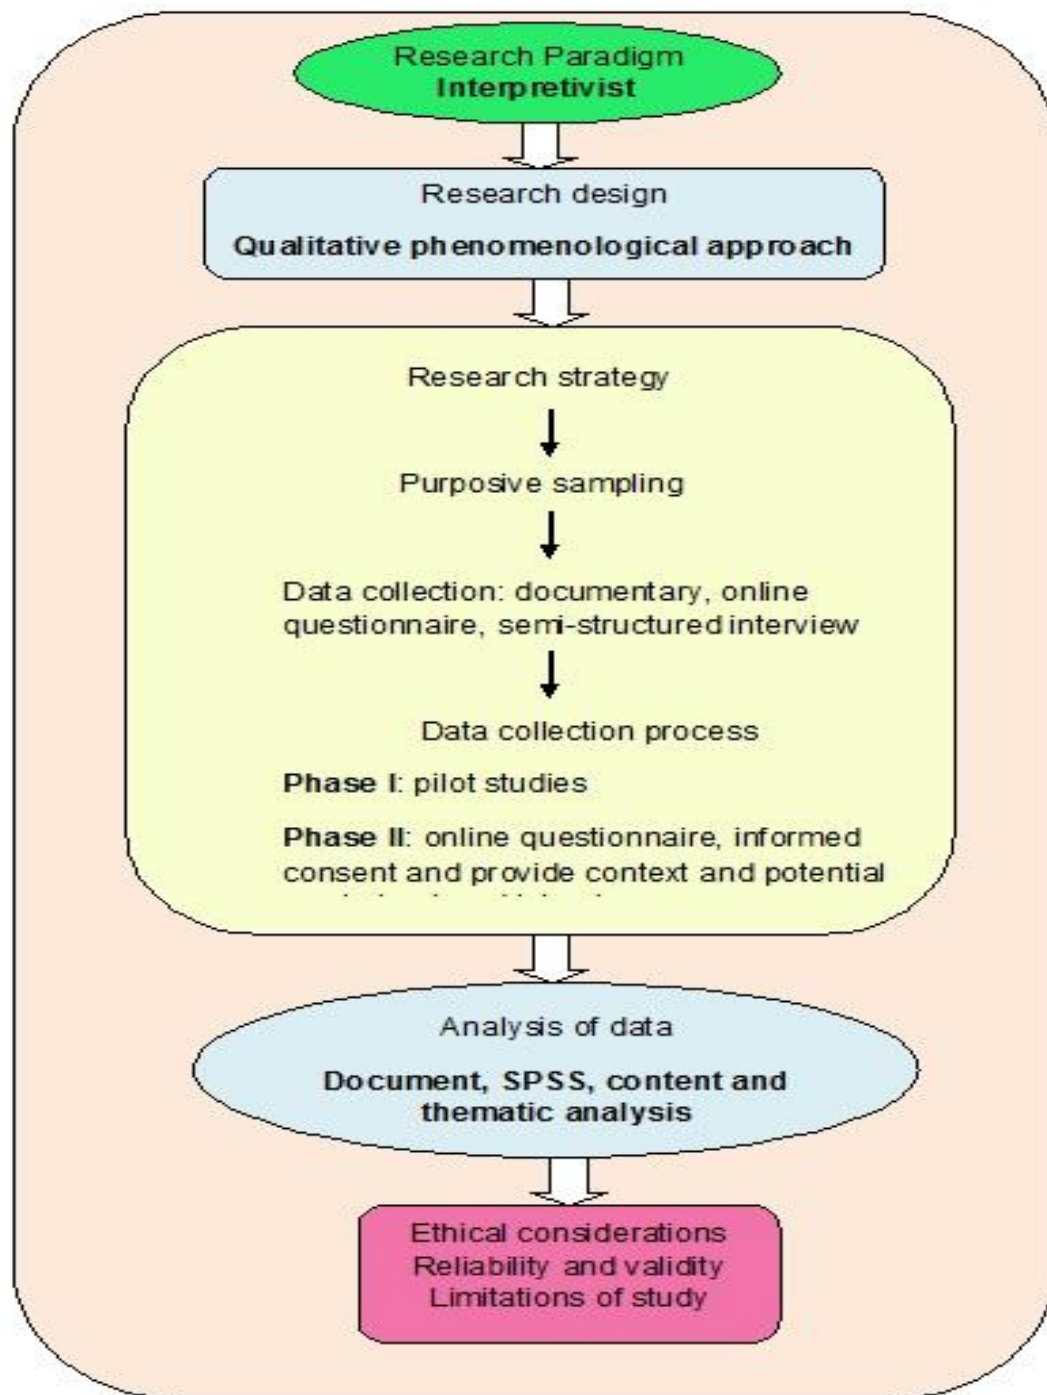 Research Paradigm
Interpretivist
Research design
Qualitative phenomenological approach
Research strategy
Purposive sampling
Data collection: documentary, online
questionnaire, semi-structured interview
Data collection process
Phase I: pilot studies
Phase II: online questionnaire, informed
consent and provide context and potential
Analysis of data
Document, SPSS, content and
thematic analysis
Ethical considerations
Reliability and validity
Limitations of study